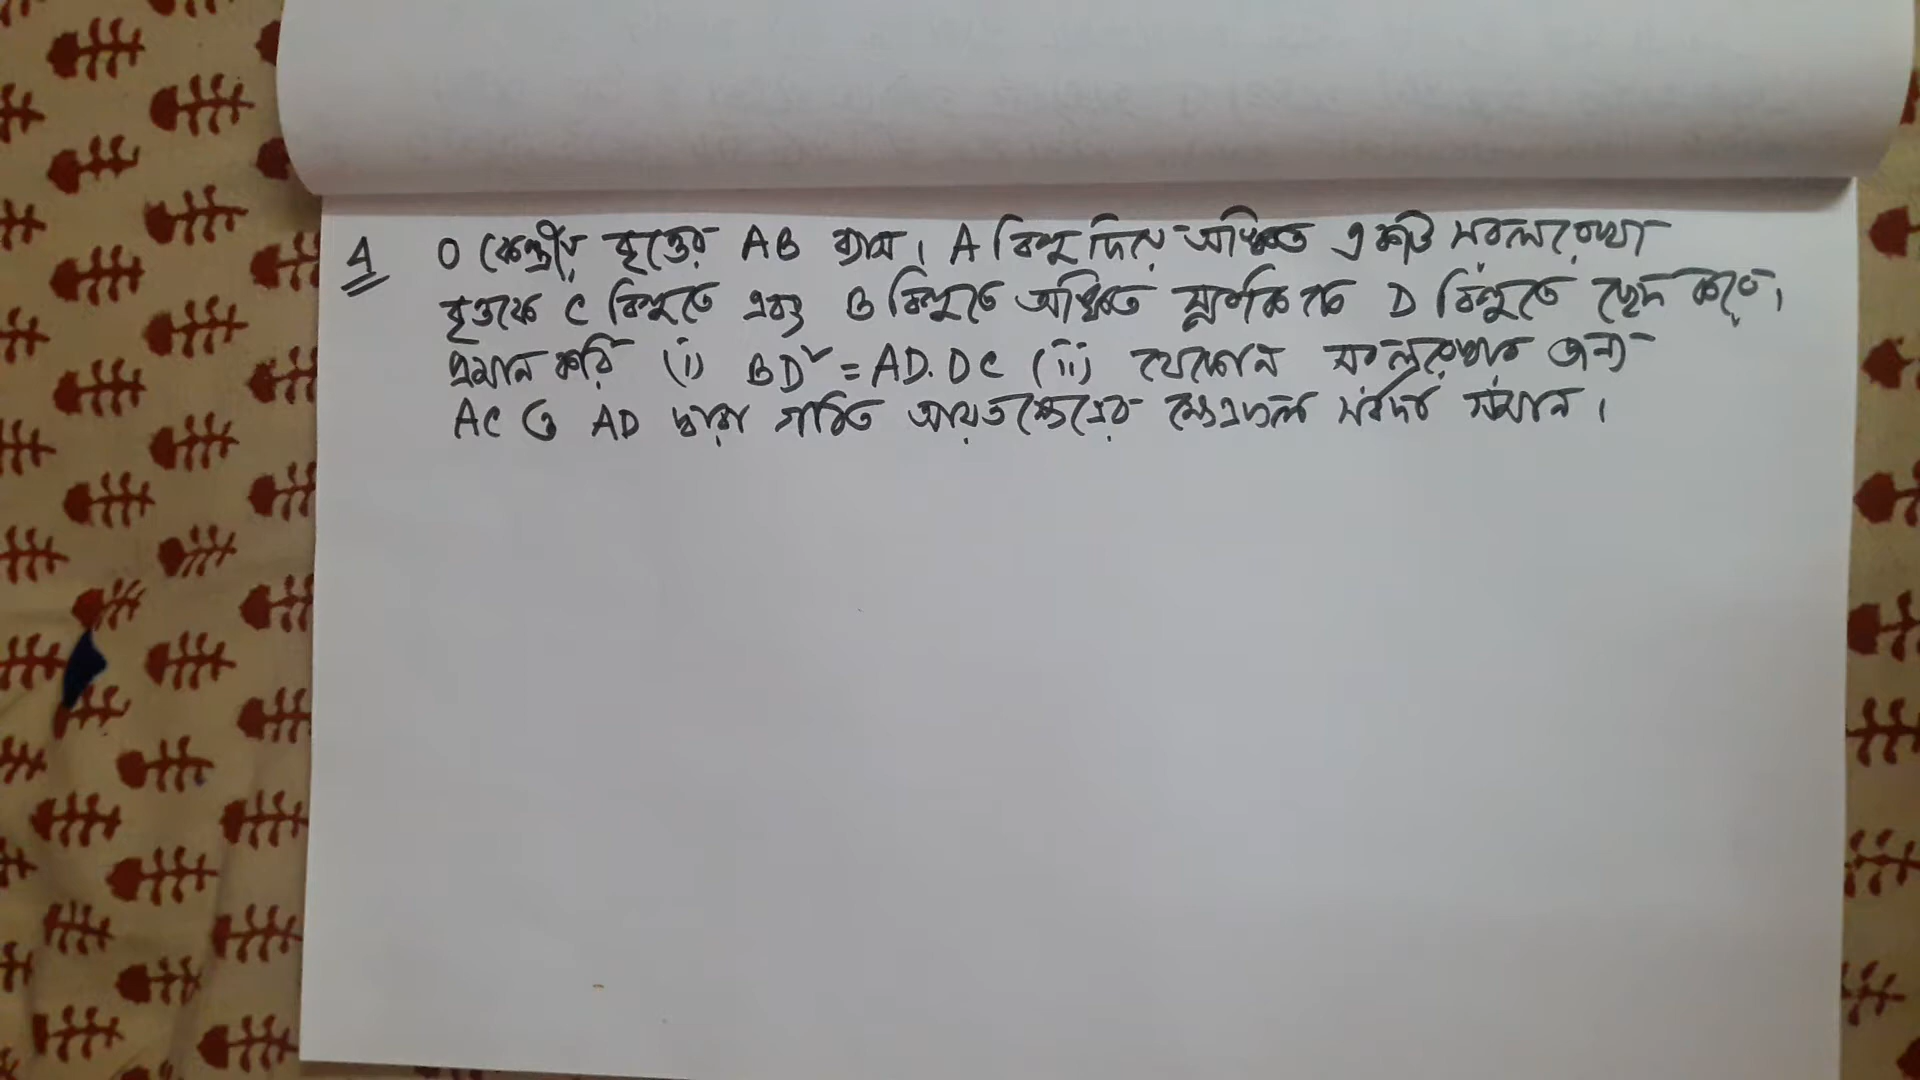 4 O কেন্দ্রীয় বৃত্তের AB ব্যাস। A বিন্দু দিয়ে অঙ্কিত একটি সরলরেখা
বৃত্তকে C বিন্দুতে এবং B বিন্দুতে অঙ্কিত স্পর্শককে D বিন্দুতে ছেদ করে।
প্রমাণ করি (i) BD² = AD.DC (ii) যেকোন সরলরেখার জন্য
AC ও AD দ্বারা গঠিত আয়তক্ষেত্রের ক্ষেত্রফল সর্বদা সমান।